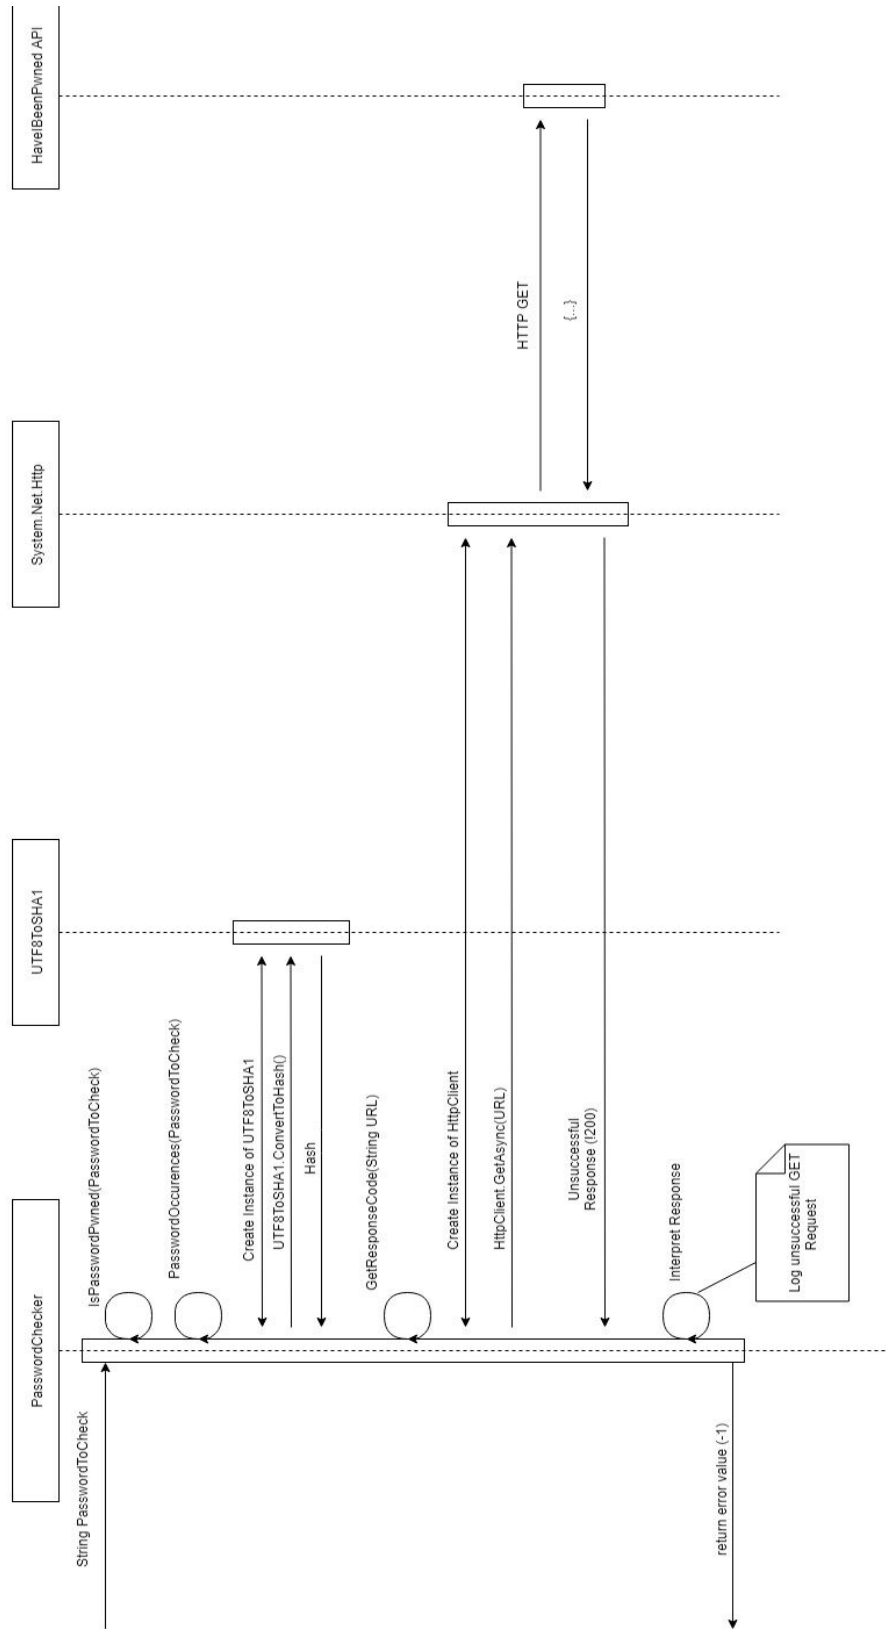 PasswordChecker
UTF8ToSHA1
System.Net.Http
HaveIBeenPwned API
String PasswordToCheck
IsPasswordPwned(PasswordToCheck)
PasswordOccurences(PasswordToCheck)
Create Instance of UTF8ToSHA1
UTF8ToSHA1.ConvertToHash()
Hash
GetResponseCode(String URL)
Create Instance of HttpClient
HttpClient.GetAsync(URL)
HTTP GET
{...}
Unsuccessful
Response (!200)
Interpret Response
Log unsuccessful GET
Request
return error value (-1)